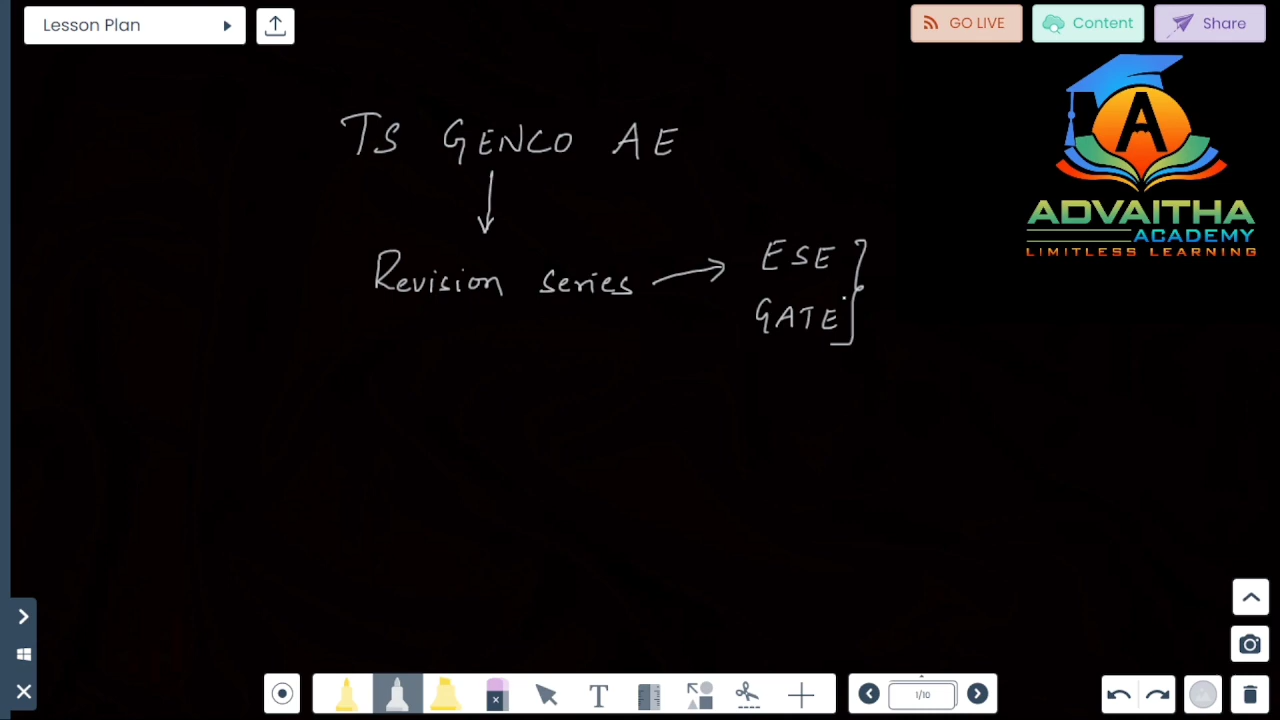 Lesson Plan
GO LIVE
Content
Share
TS GENCO AE
Revision series
ESE
GATE
A
ADVAITHA
ACADEMY
LIMITLESS LEARNING
T
1/10